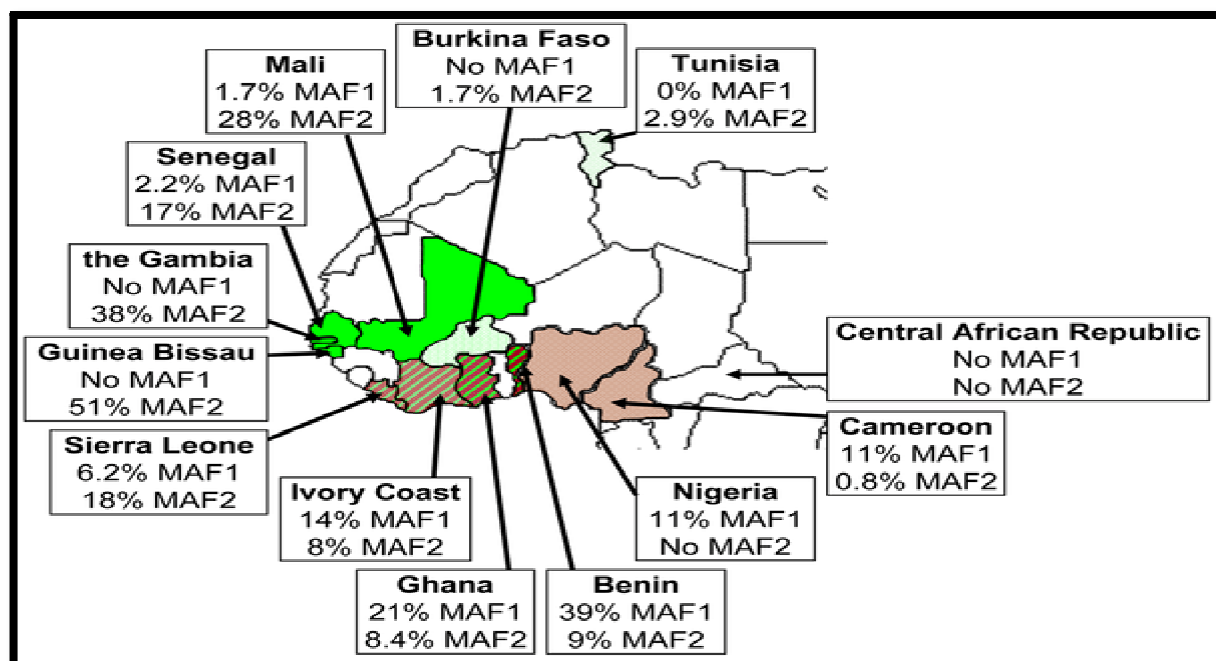 Burkina Faso
No MAF1
1.7% MAF2
Mali
1.7% MAF1
28% MAF2
Tunisia
0% MAF1
2.9% MAF2
Senegal
2.2% MAF1
17% MAF2
the Gambia
No MAF1
38% MAF2
Guinea Bissau
No MAF1
51% MAF2
Central African Republic
No MAF1
No MAF2
Sierra Leone
6.2% MAF1
18% MAF2
Cameroon
11% MAF1
0.8% MAF2
Ivory Coast
14% MAF1
8% MAF2
Nigeria
11% MAF1
No MAF2
Ghana
21% MAF1
8.4% MAF2
Benin
39% MAF1
9% MAF2